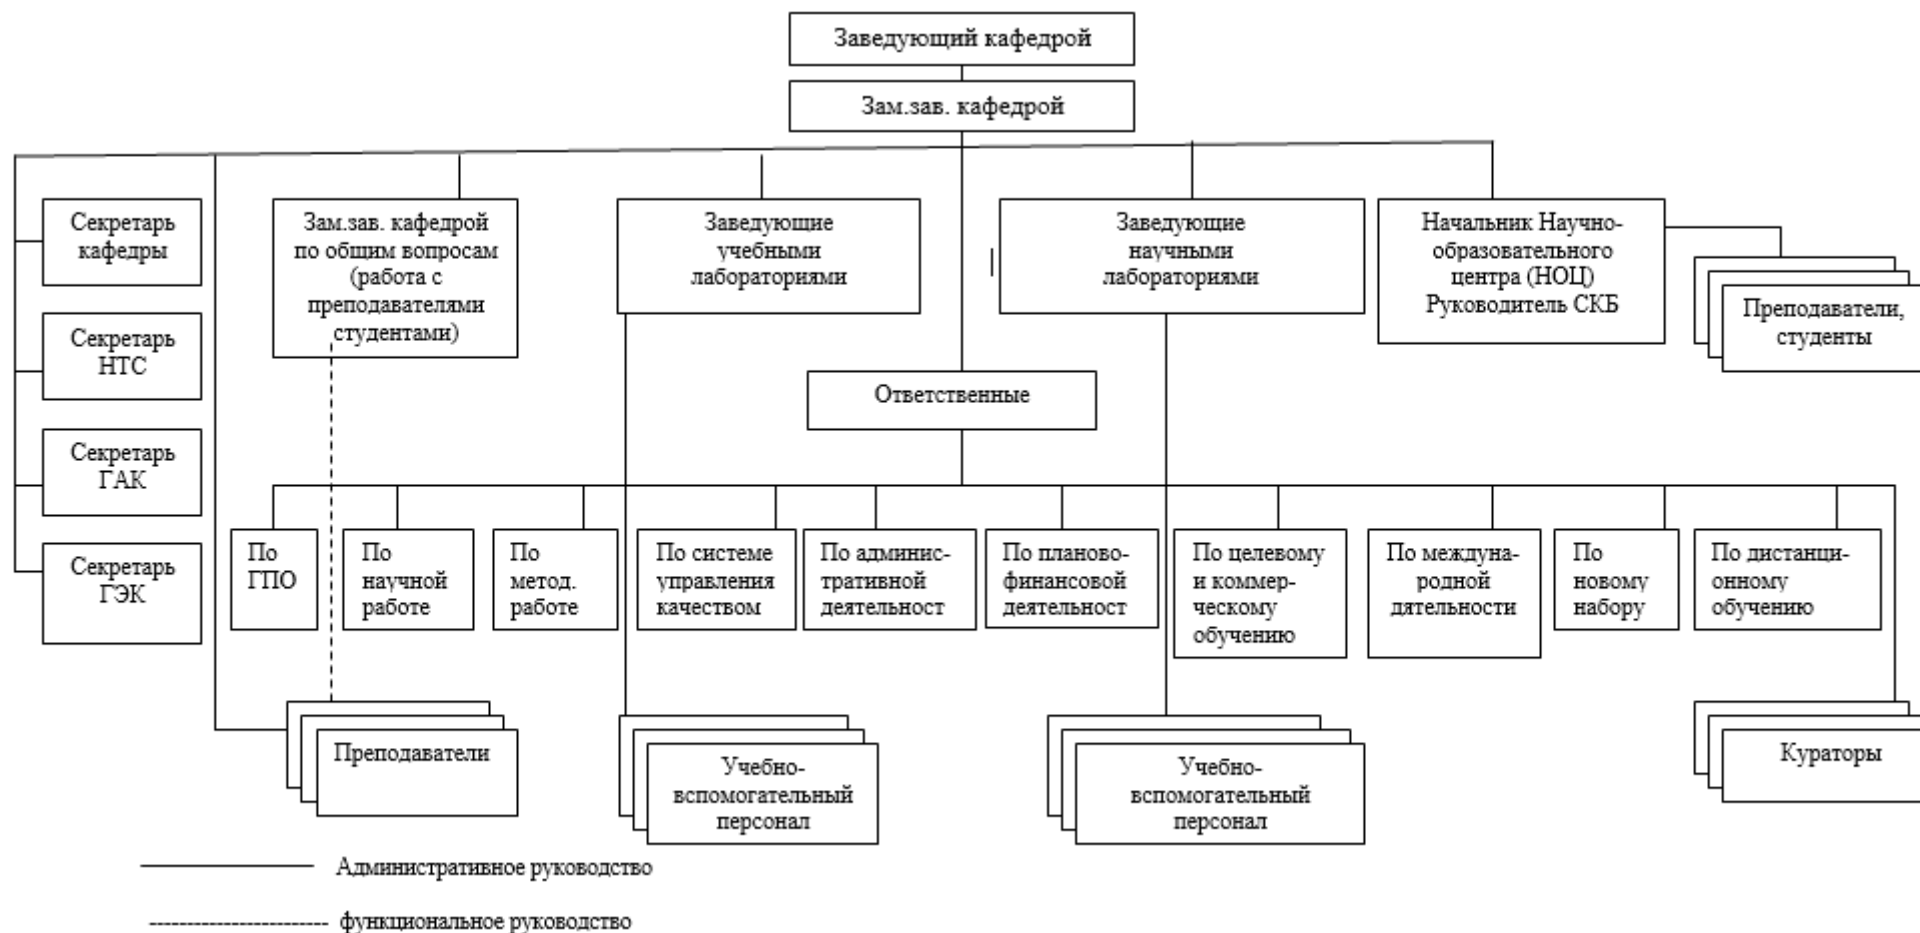 Заведующий кафедрой
Зам.зав. кафедрой
Секретарь
кафедры
Зам.зав. кафедрой
по общим вопросам
(работа с
преподавателями
студентами)
Заведующие
учебными
лабораториями
Заведующие
научными
лабораториями
Начальник Научно-
образовательного
центра (НОЦ)
Руководитель СКБ
Преподаватели,
студенты
Секретарь
НТС
Ответственные
Секретарь
ГАК
Секретарь
ГЭК
По
ГПО
По
научной
работе
По
метод.
работе
По системе
управления
качеством
По админис-
тративной
деятельност
По планово-
финансовой
деятельност
По целевому
и коммер-
ческому
обучению
По междуна-
родной
дятельности
По
новому
набору
По дистанци-
онному
обучению
Преподаватели
Учебно-
вспомогательный
персонал
Учебно-
вспомогательный
персонал
Кураторы
Административное руководство
функциональное руководство